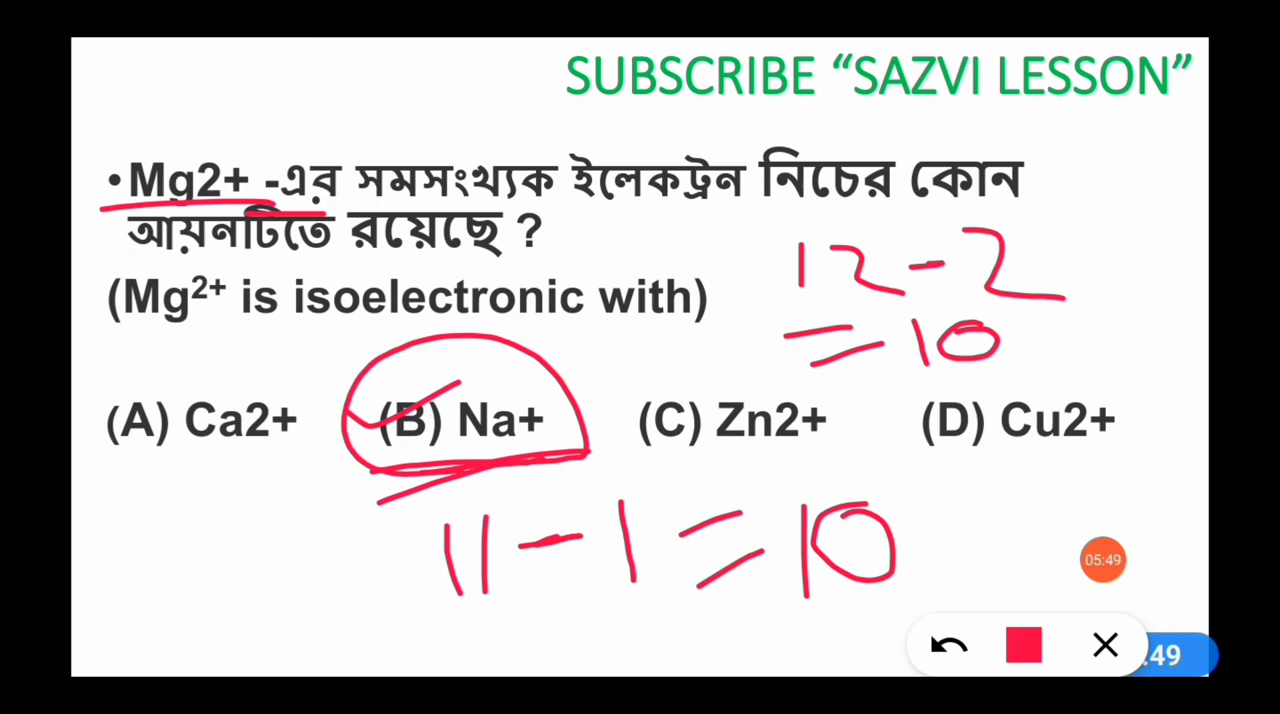 SUBSCRIBE “SAZVI LESSON”
•Mg2+ -এর সমসংখ্যক ইলেকট্রন নিচের কোন
আয়নটিতে রয়েছে ?
(Mg²⁺ is isoelectronic with)
12 - 2
= 10
(A) Ca2+ (B) Na+ (C) Zn2+ (D) Cu2+
11 - 1 = 10
05:49
.49